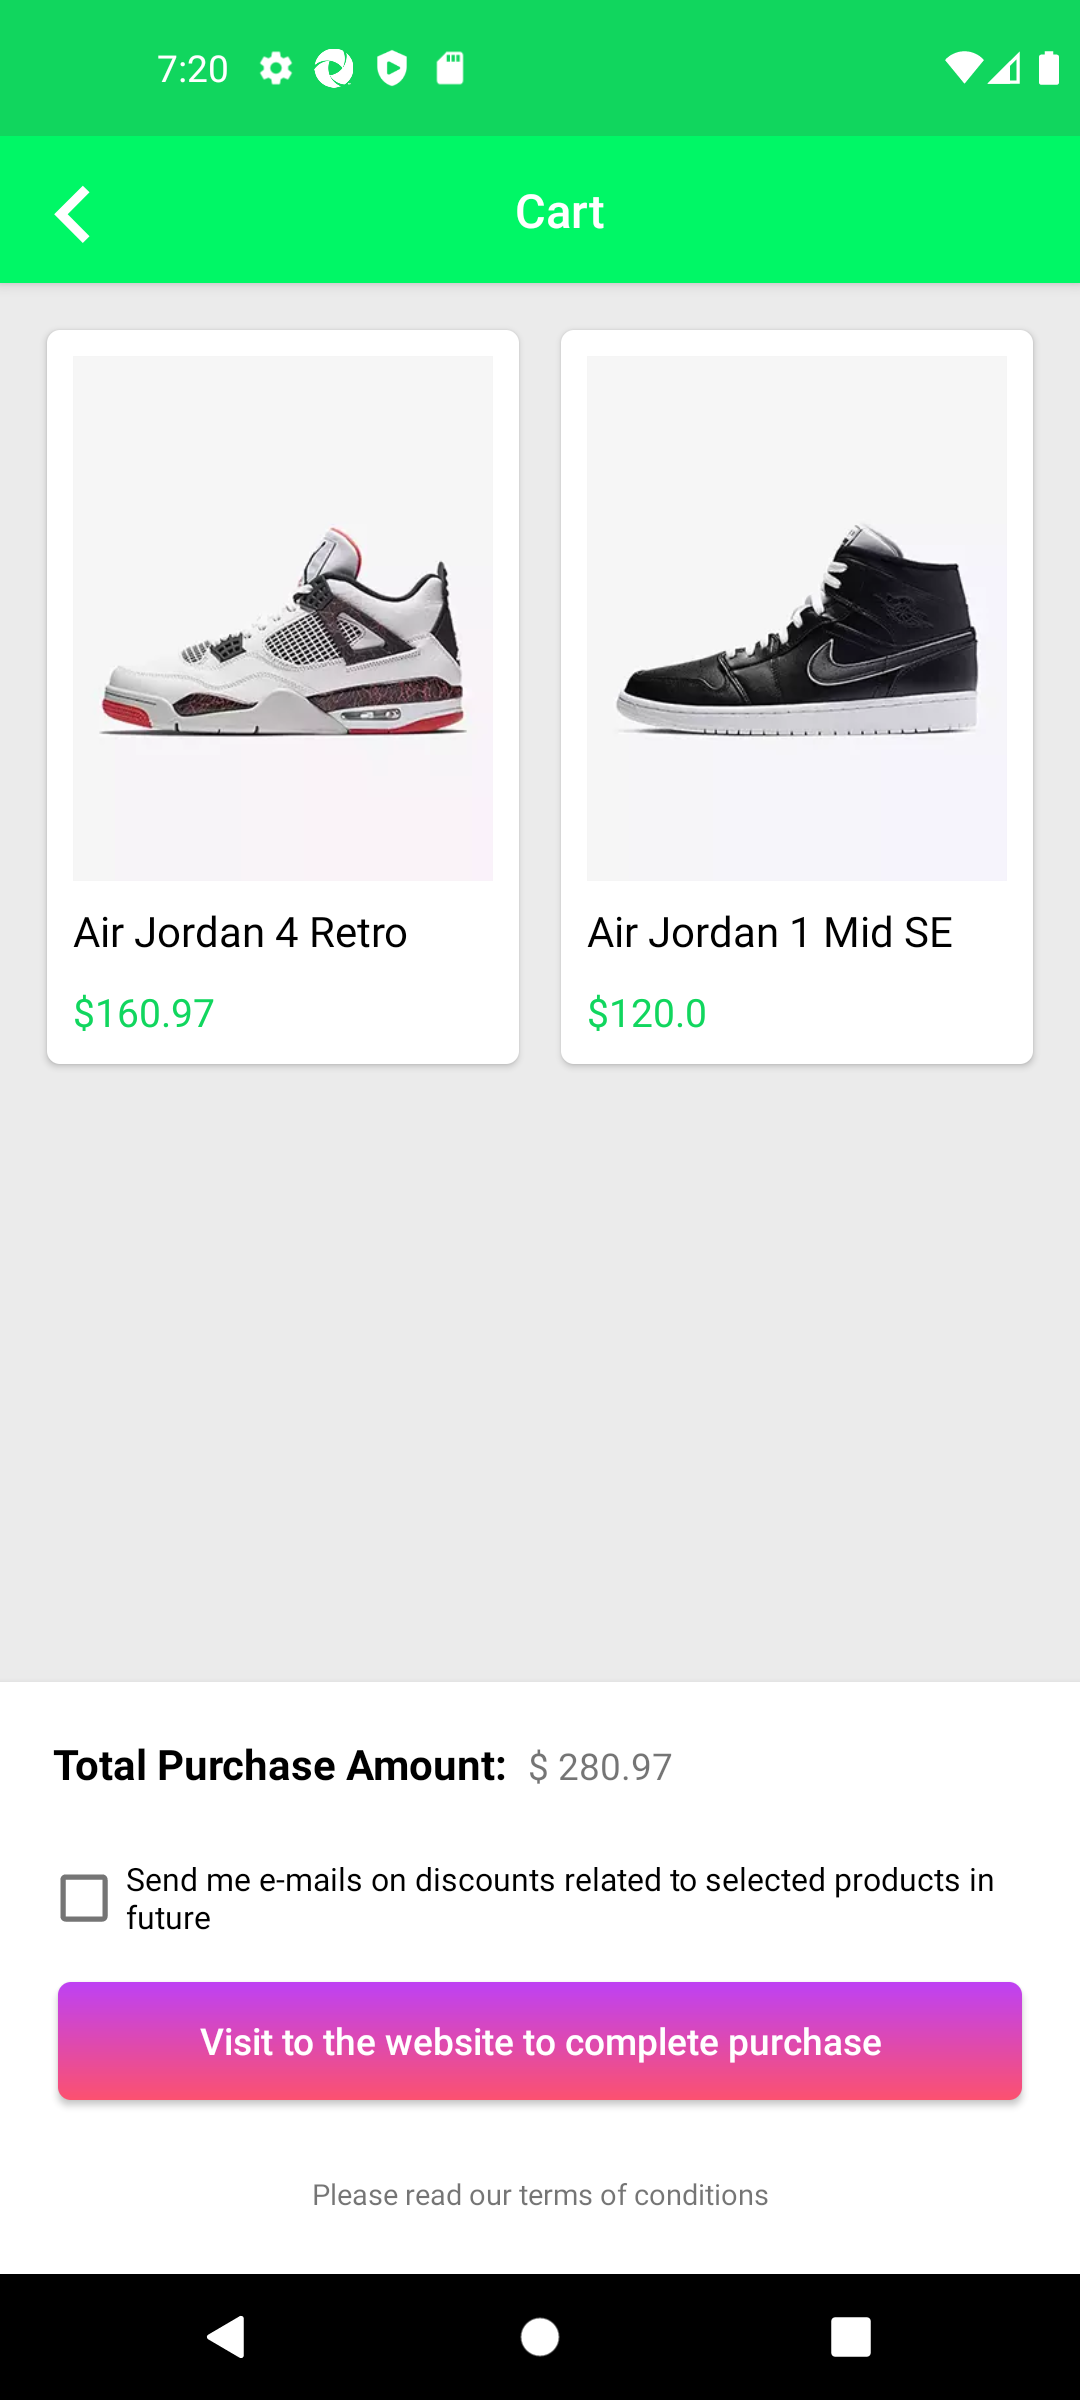 7:20
Cart
Air Jordan 4 Retro
$160.97
Air Jordan 1 Mid SE
$120.0
Total Purchase Amount: $ 280.97
Send me e-mails on discounts related to selected products in
future
Visit to the website to complete purchase
Please read our terms of conditions